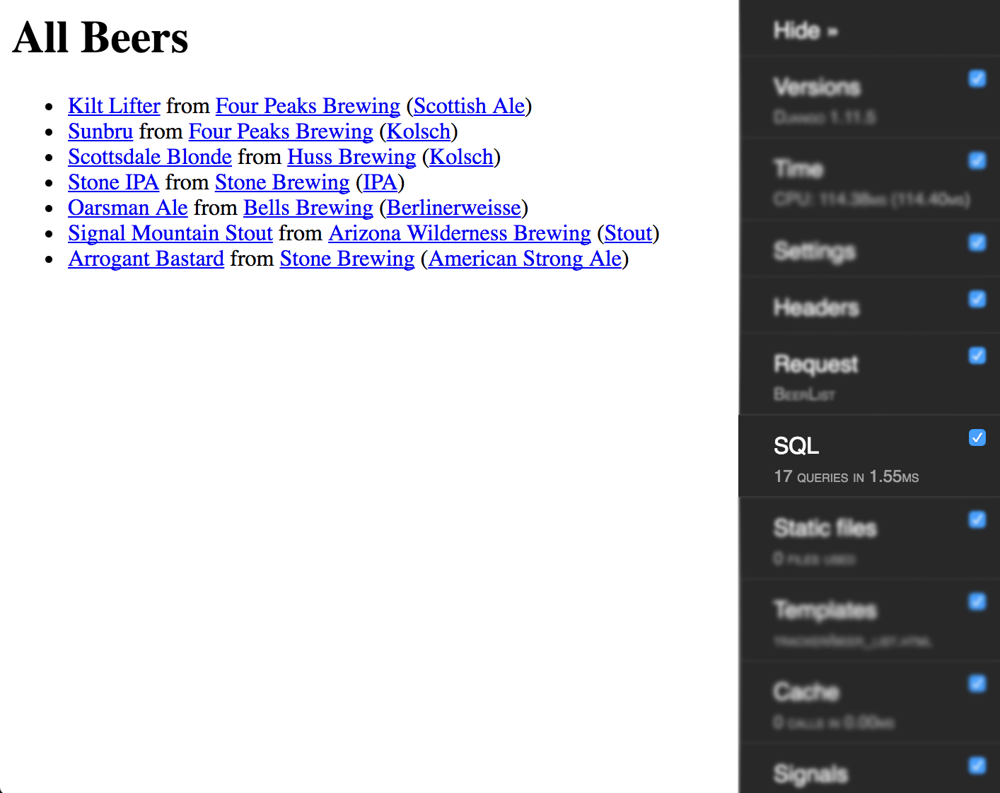 All Beers
Kilt Lifter from Four Peaks Brewing (Scottish Ale)
Sunbru from Four Peaks Brewing (Kolsch)
Scottsdale Blonde from Huss Brewing (Kolsch)
Stone IPA from Stone Brewing (IPA)
Oarsman Ale from Bells Brewing (Berlinerweisse)
Signal Mountain Stout from Arizona Wilderness Brewing (Stout)
Arrogant Bastard from Stone Brewing (American Strong Ale)
Hide »
Versions
Django 1.11.5
Time
CPU: 114.38ms (114.40ms)
Settings
Headers
Request
BeerList
SQL
17 queries in 1.55ms
Static files
0 files used
Templates
tracker/beer_list.html
Cache
0 calls in 0.00ms
Signals